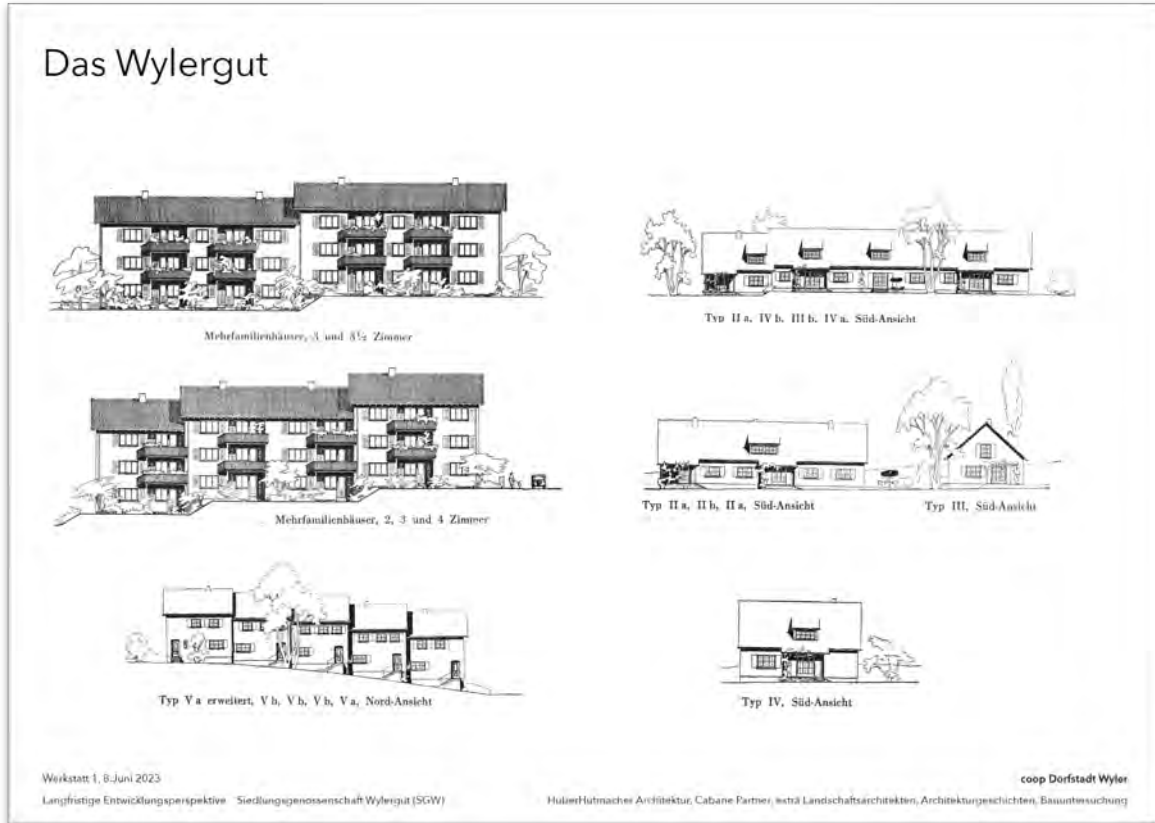 Das Wylergut
Mehrfamilienhäuser, 3 und 3½ Zimmer
Typ II a, IV b, III b, IV a, Süd-Ansicht
Mehrfamilienhäuser, 2, 3 und 4 Zimmer
Typ II a, II b, II a, Süd-Ansicht
Typ III, Süd-Ansicht
Typ V a erweitert, V b, V b, V b, V a, Nord-Ansicht
Typ IV, Süd-Ansicht
Werkstatt 1, 8. Juni 2023
coop Dorfstadt Wyler
Langfristige Entwicklungsperspektive Siedlungsgenossenschaft Wylergut (SGW)
HuberHutmacher Architektur, Cabane Partner, exträ Landschaftsarchitekten, Architekturgeschichten, Bauuntersuchung